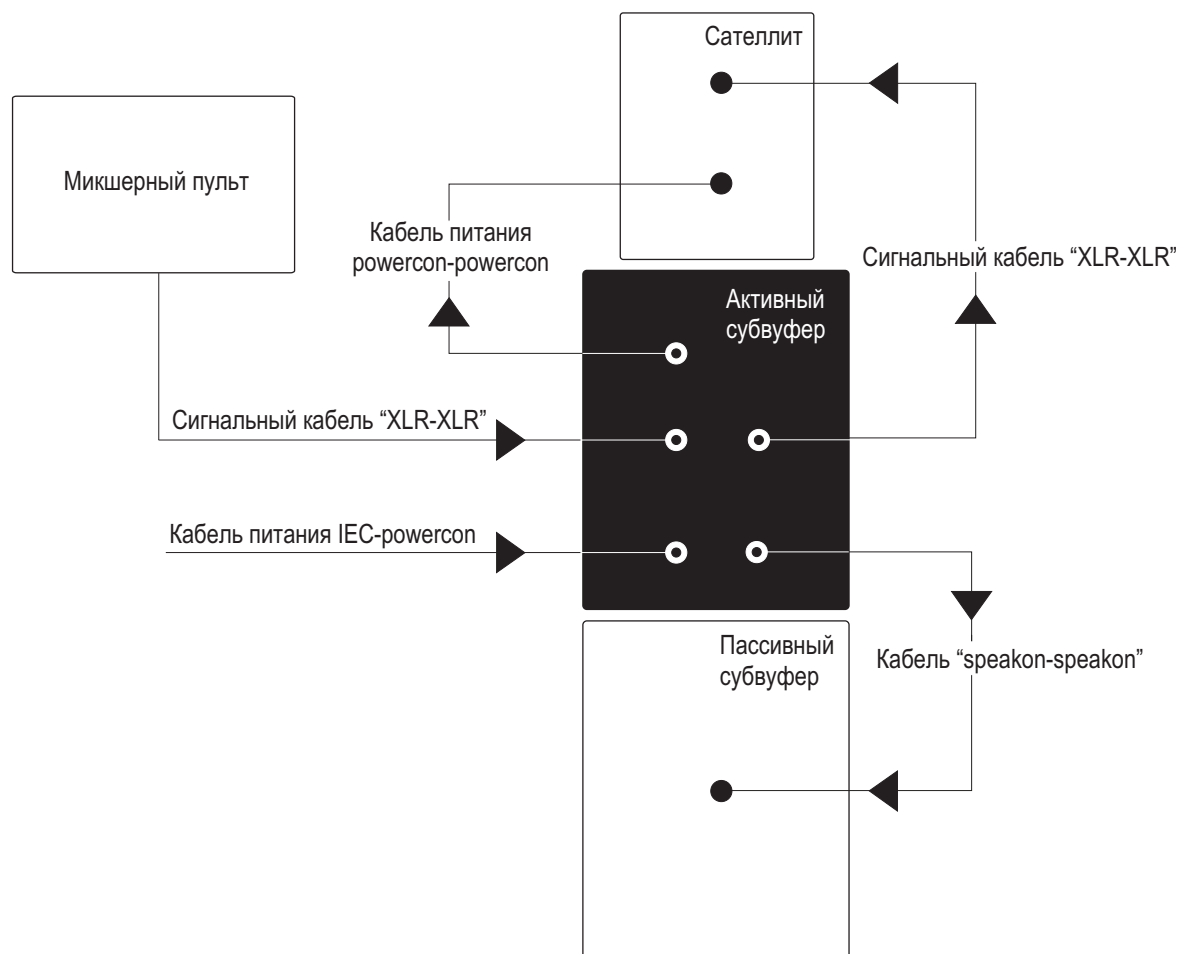 Сателлит
Микшерный пульт
Кабель питания
powercon-powercon
Сигнальный кабель “XLR-XLR”
Активный
субвуфер
Сигнальный кабель “XLR-XLR”
Кабель питания IEC-powercon
Пассивный
субвуфер
Кабель “speakon-speakon”